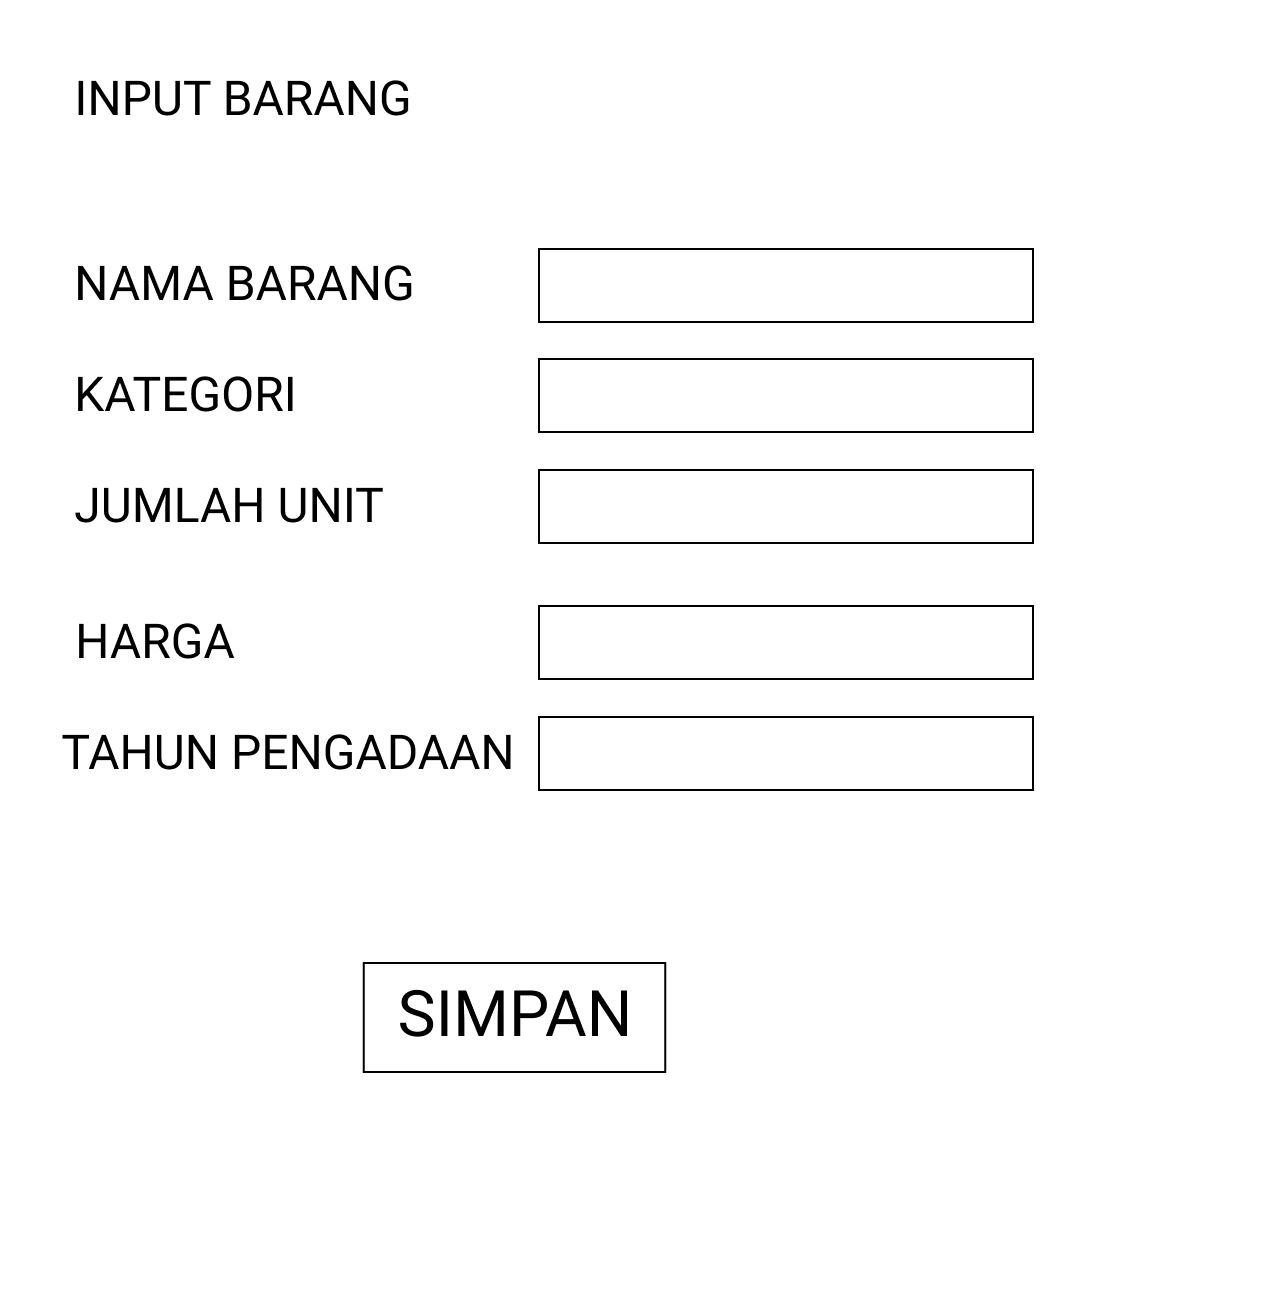 INPUT BARANG
NAMA BARANG
KATEGORI
JUMLAH UNIT
HARGA
TAHUN PENGADAAN
SIMPAN